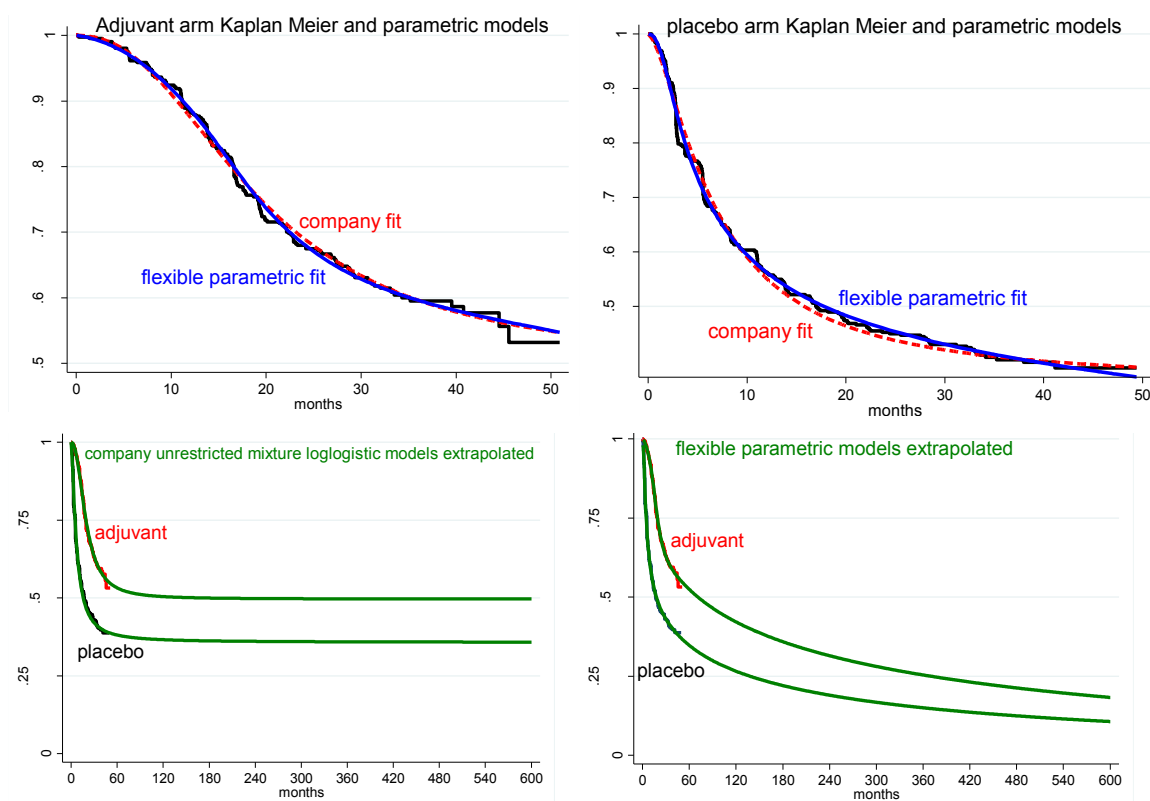 Adjuvant arm Kaplan Meier and parametric models
1
.9
.8
.7
.6
.5
company fit
flexible parametric fit
0 10 20 30 40 50
months
placebo arm Kaplan Meier and parametric models
1
.9
.8
.7
.6
.5
flexible parametric fit
company fit
0 10 20 30 40 50
months
company unrestricted mixture loglogistic models extrapolated
1
.75
.5
.25
0
adjuvant
placebo
0 60 120 180 240 300 360 420 480 540 600
months
flexible parametric models extrapolated
1
.75
.5
.25
0
adjuvant
placebo
0 60 120 180 240 300 360 420 480 540 600
months